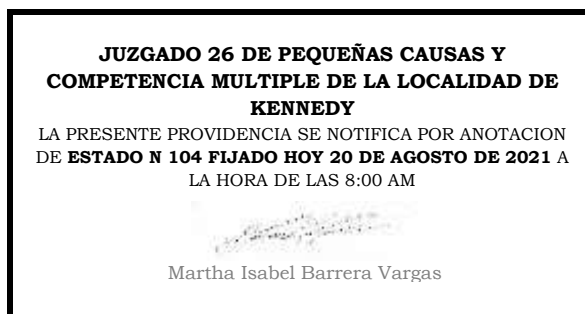 JUZGADO 26 DE PEQUEÑAS CAUSAS Y
COMPETENCIA MULTIPLE DE LA LOCALIDAD DE
KENNEDY
LA PRESENTE PROVIDENCIA SE NOTIFICA POR ANOTACION
DE ESTADO N 104 FIJADO HOY 20 DE AGOSTO DE 2021 A
LA HORA DE LAS 8:00 AM
Martha Isabel Barrera Vargas